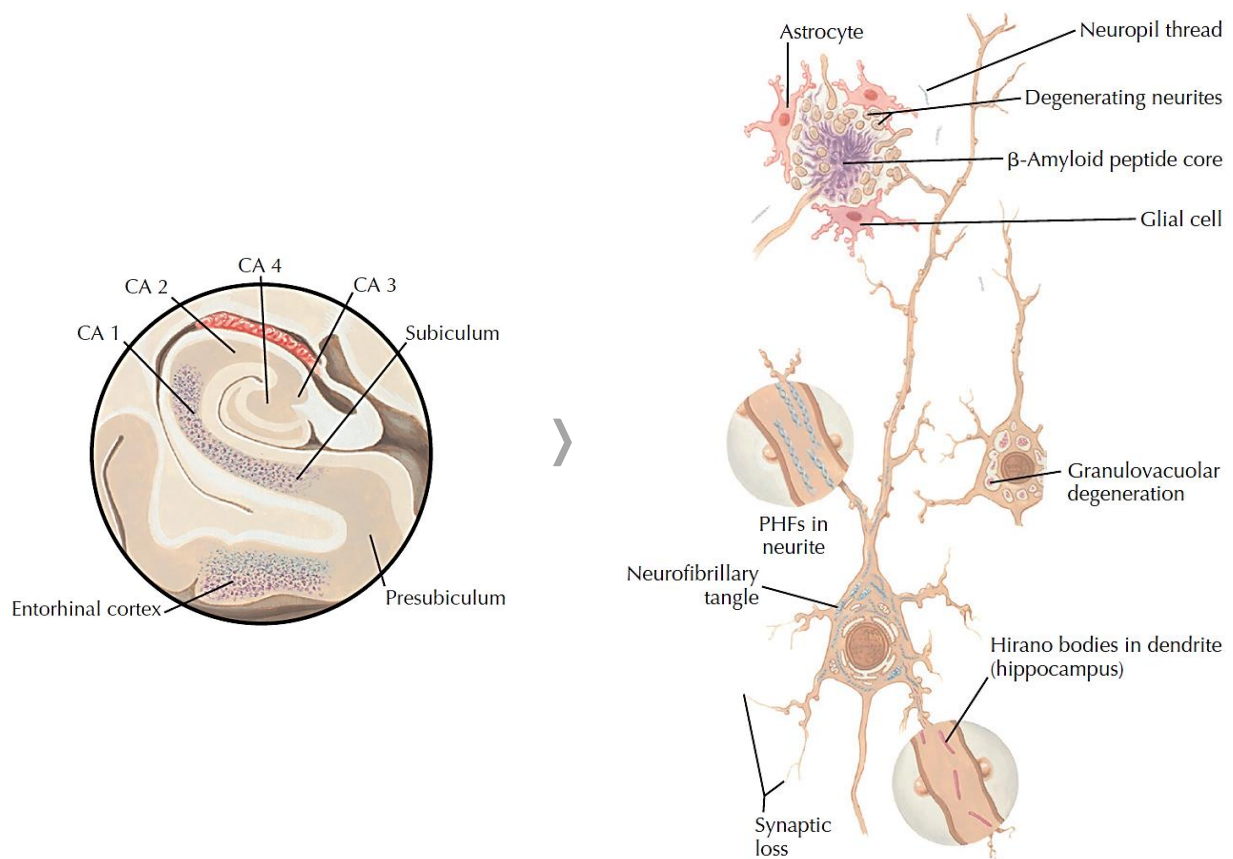 CA 4
CA 2
CA 3
CA 1
Subiculum
Entorhinal cortex
Presubiculum
Astrocyte
Neuropil thread
Degenerating neurites
β-Amyloid peptide core
Glial cell
Granulovacuolar
degeneration
PHFs in
neurite
Neurofibrillary
tangle
Hirano bodies in dendrite
(hippocampus)
Synaptic
loss